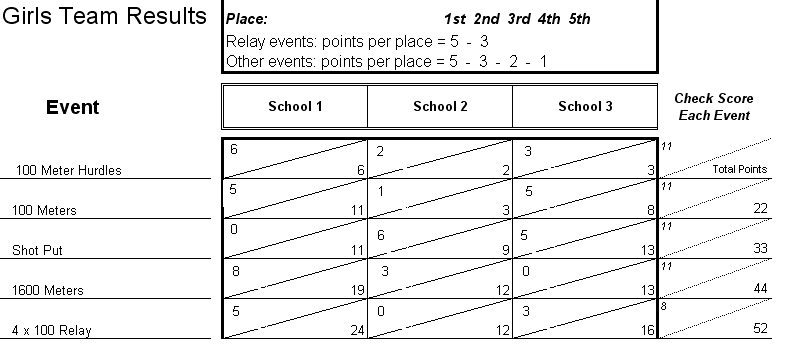 Girls Team Results
Place: 1st 2nd 3rd 4th 5th
Relay events: points per place = 5 - 3
Other events: points per place = 5 - 3 - 2 - 1
Event School 1 School 2 School 3 Check Score Each Event
100 Meter Hurdles 6 6 2 2 3 3 11 Total Points
100 Meters 5 11 1 3 5 8 11 22
Shot Put 0 11 6 9 5 13 11 33
1600 Meters 8 19 3 12 0 13 11 44
4 x 100 Relay 5 24 0 12 3 16 8 52